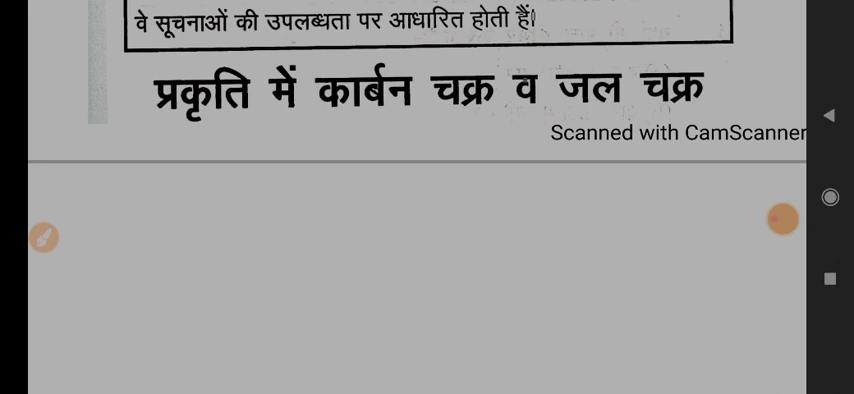 वे सूचनाओं की उपलब्धता पर आधारित होती हैं।
प्रकृति में कार्बन चक्र व जल चक्र
Scanned with CamScanner